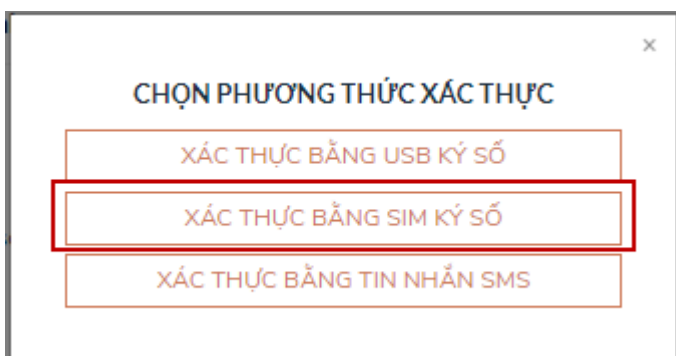 CHỌN PHƯƠNG THỨC XÁC THỰC
XÁC THỰC BẰNG USB KÝ SỐ
XÁC THỰC BẰNG SIM KÝ SỐ
XÁC THỰC BẰNG TIN NHẮN SMS